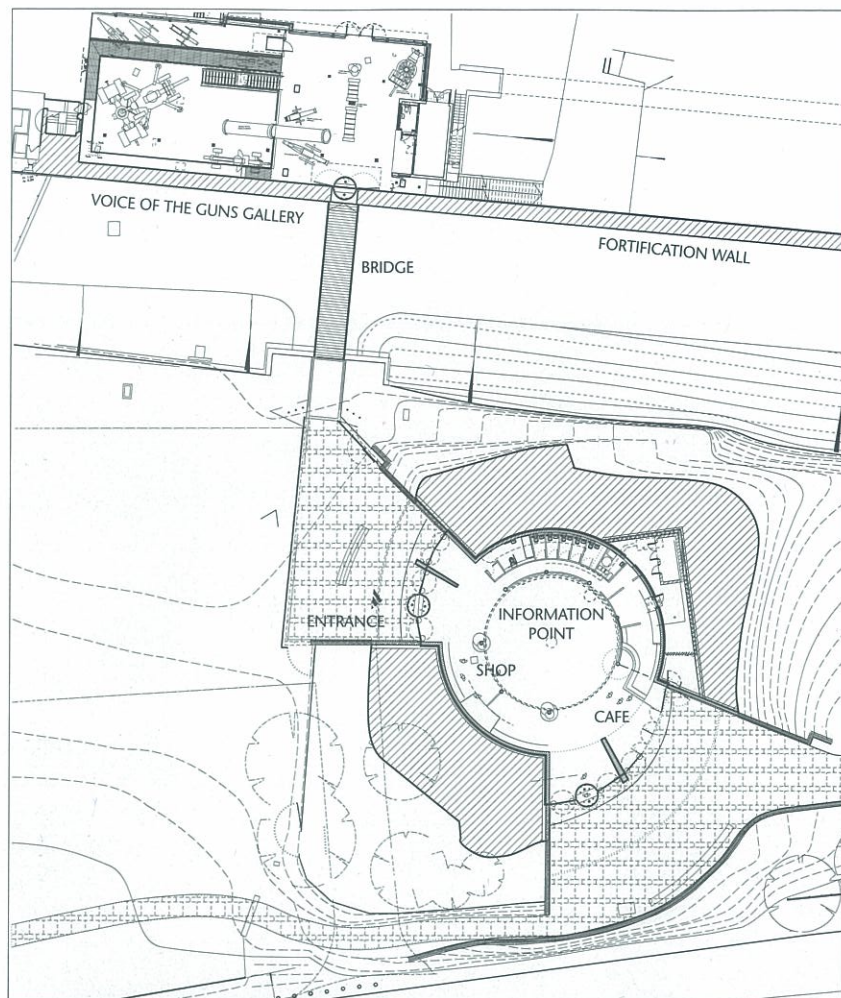 VOICE OF THE GUNS GALLERY
FORTIFICATION WALL
BRIDGE
ENTRANCE
INFORMATION
POINT
SHOP
CAFE